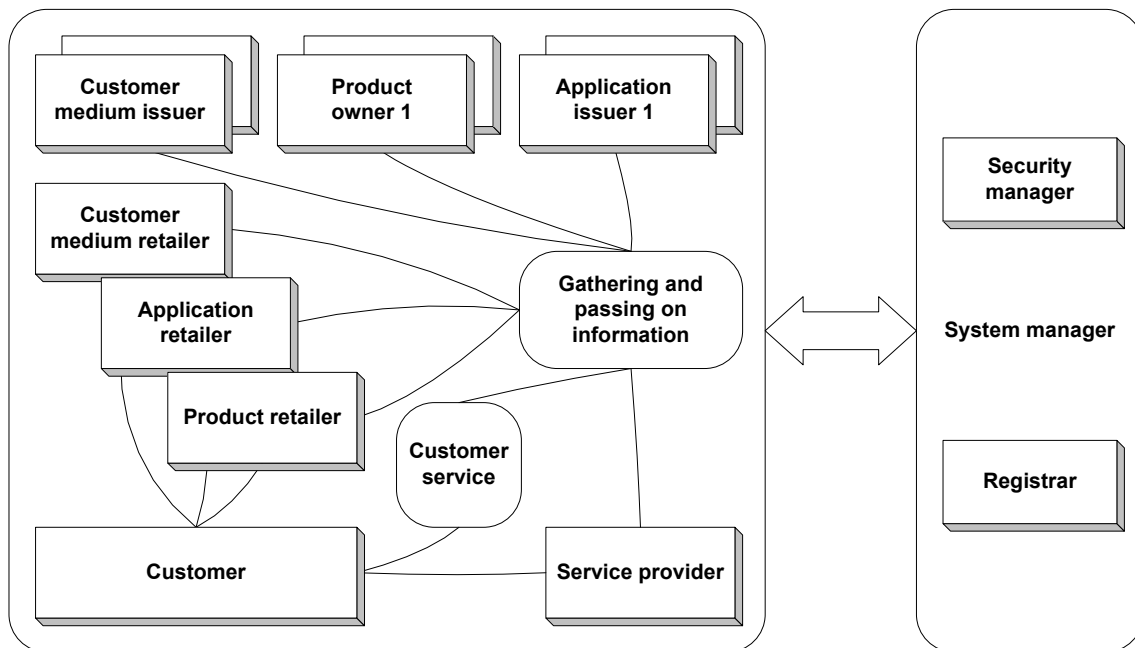 Customer
medium issuer
Product
owner 1
Application
issuer 1
Customer
medium retailer
Application
retailer
Product retailer
Gathering and
passing on
information
Customer
service
Customer
Service provider
Security
manager
System manager
Registrar